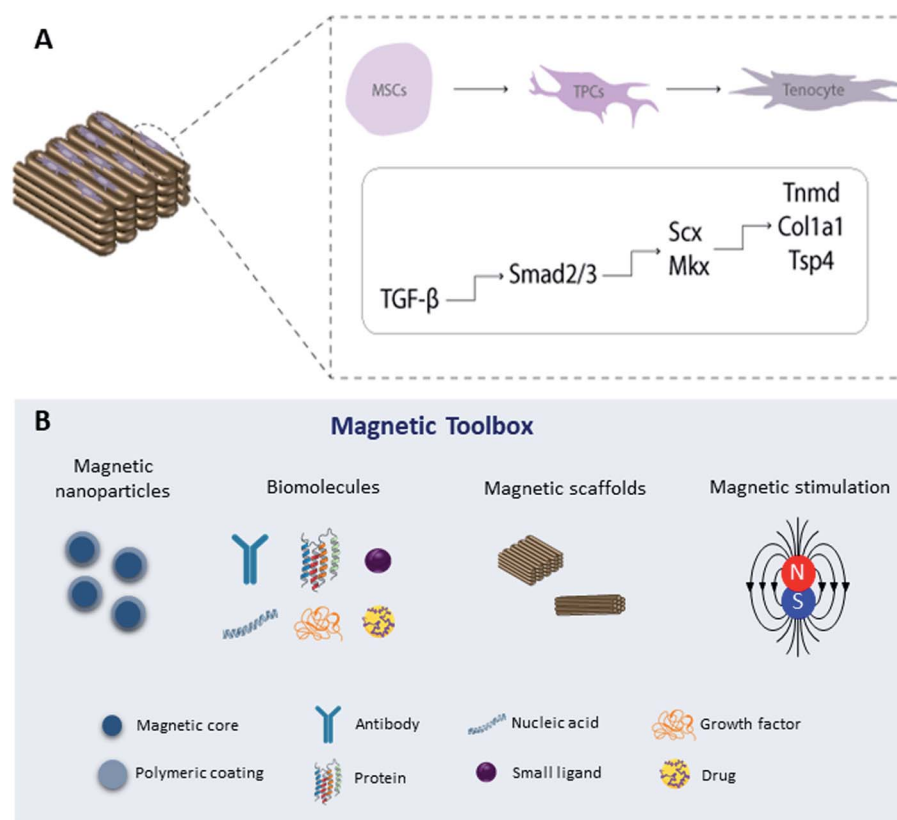 A
MSCs
TPCs
Tenocyte
TGF-β
Smad2/3
Scx
Mkx
Tnmd
Col1a1
Tsp4
B
Magnetic Toolbox
Magnetic
nanoparticles
Biomolecules
Magnetic scaffolds
Magnetic stimulation
N
S
Magnetic core
Antibody
Nucleic acid
Growth factor
Polymeric coating
Protein
Small ligand
Drug